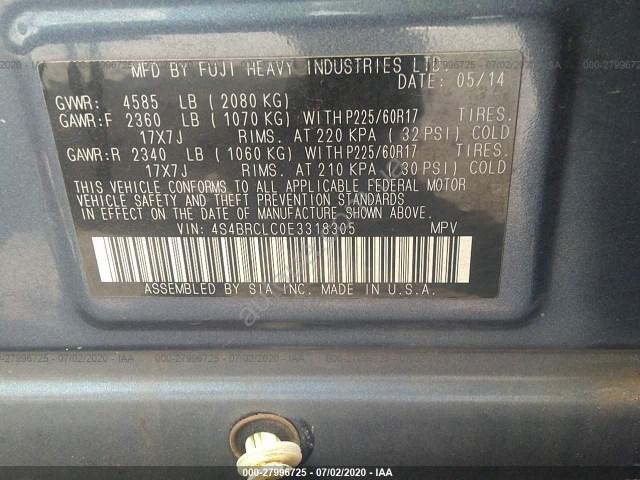 MFD BY FUJI HEAVY INDUSTRIES LTD.
DATE: 05/14
GVWR: 4585 LB (2080 KG)
GAWR:F 2360 LB (1070 KG) WITH P225/60R17 TIRES.
17X7J RIMS. AT 220 KPA (32 PSI) COLD
GAWR:R 2340 LB (1060 KG) WITH P225/60R17 TIRES.
17X7J RIMS. AT 210 KPA (30 PSI) COLD
THIS VEHICLE CONFORMS TO ALL APPLICABLE FEDERAL MOTOR
VEHICLE SAFETY AND THEFT PREVENTION STANDARDS
IN EFFECT ON THE DATE OF MANUFACTURE SHOWN ABOVE.
VIN: 4S4BRCLC0E3318305 MPV
ASSEMBLED BY SIA INC. MADE IN U.S.A.
000-27996725 - 07/02/2020 - IAA